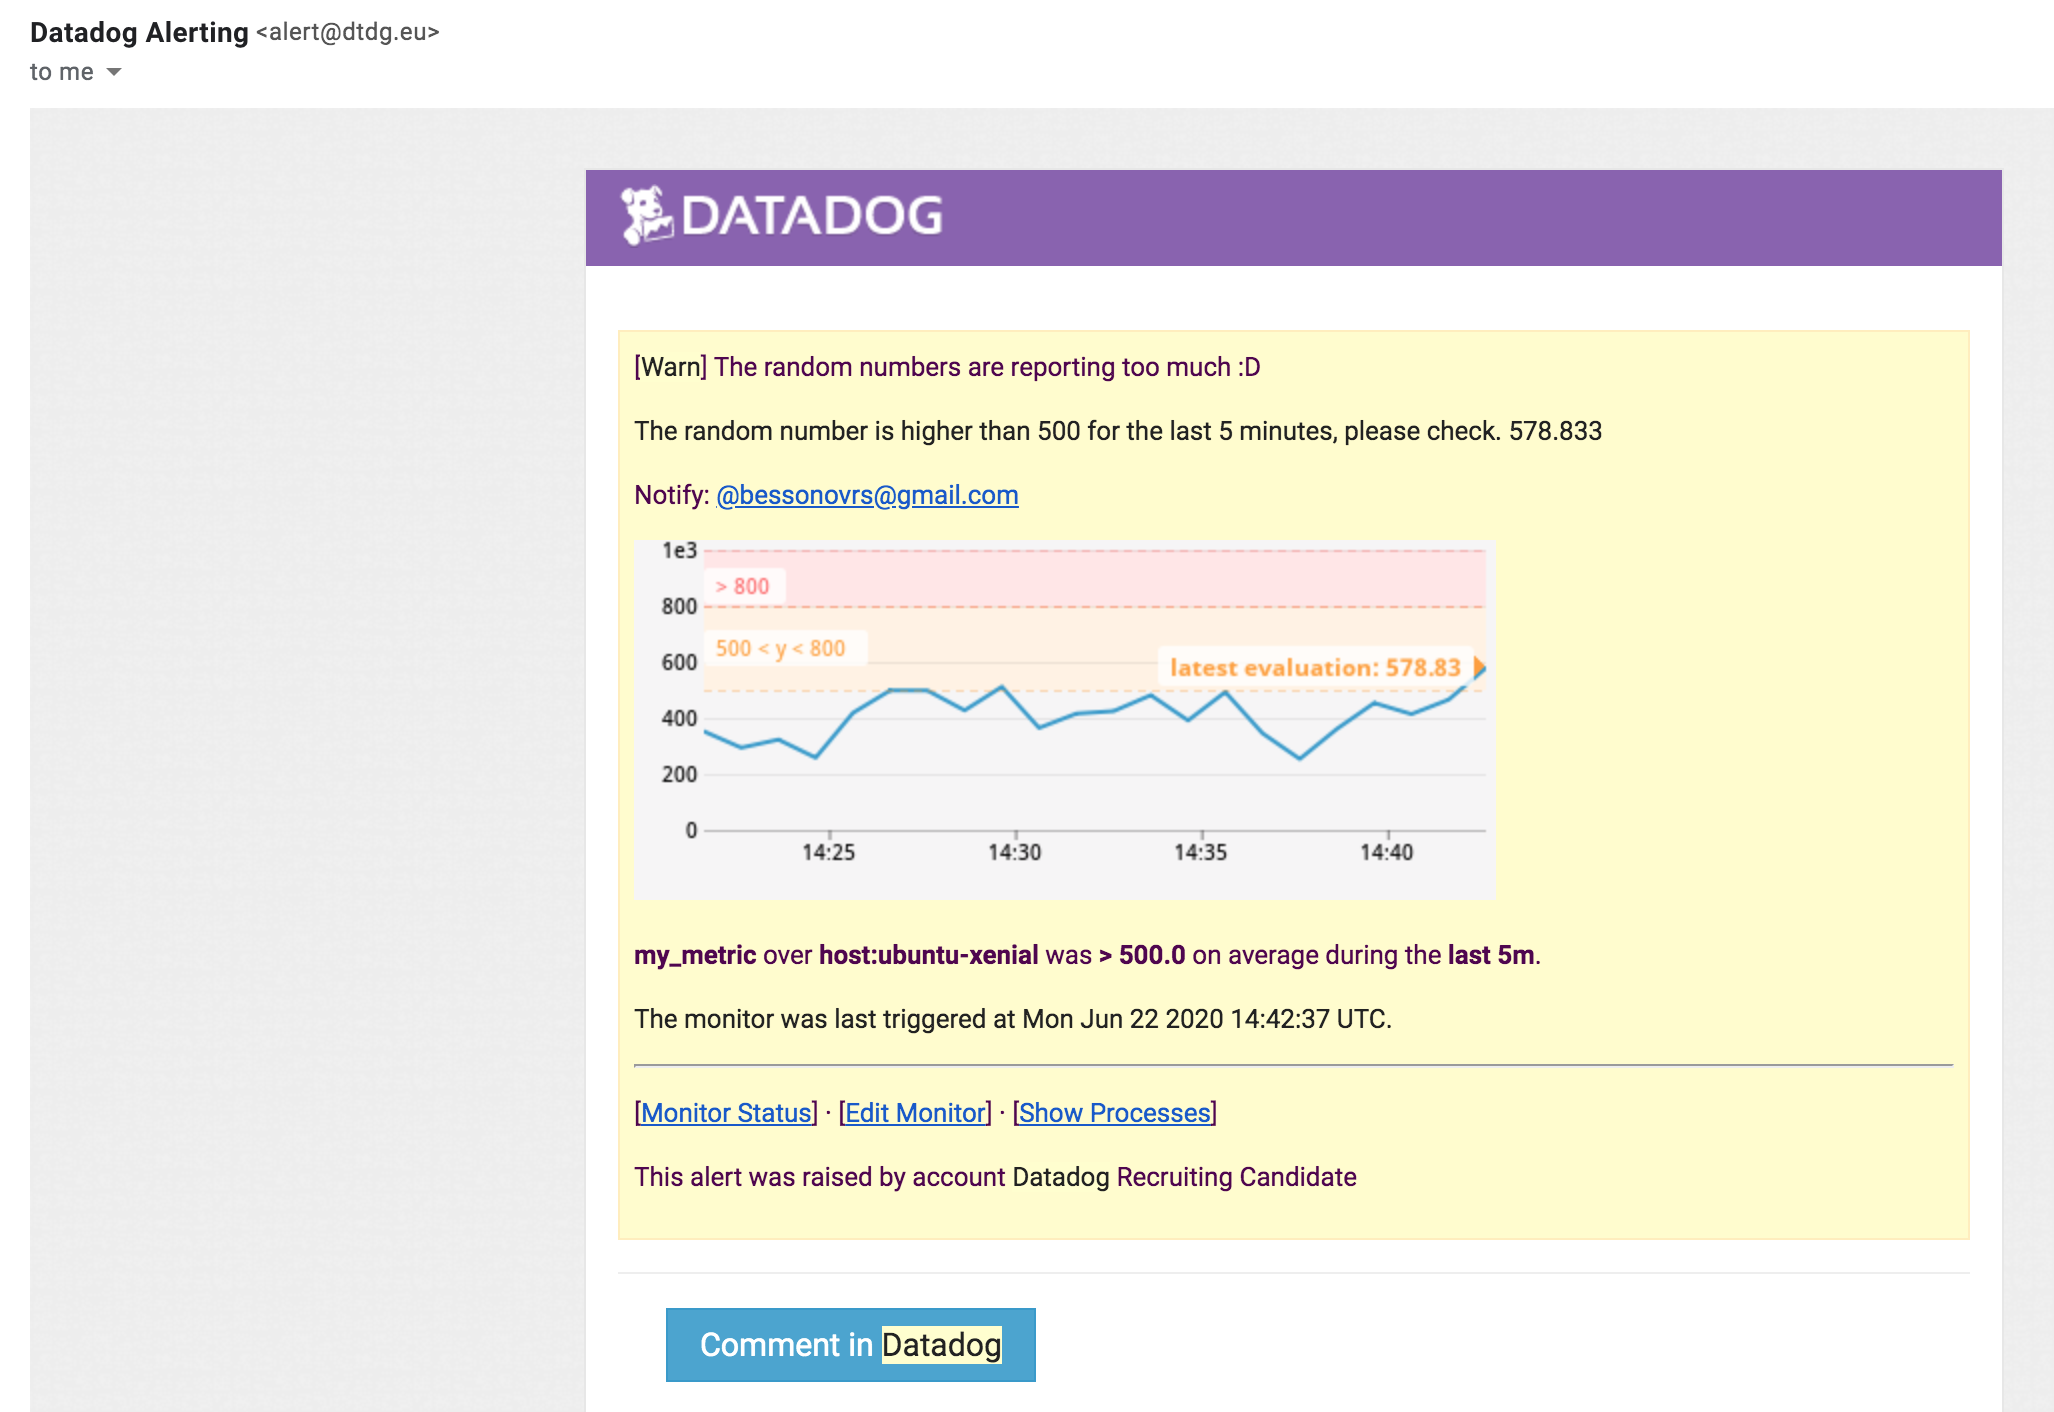 Datadog Alerting <alert@dtdg.eu>
to me
DATADOG
[Warn] The random numbers are reporting too much :D
The random number is higher than 500 for the last 5 minutes, please check. 578.833
Notify: @bessonovrs@gmail.com
1e3
> 800
800
500 < y < 800
600
latest evaluation: 578.83
400
200
0
14:25 14:30 14:35 14:40
my_metric over host:ubuntu-xenial was > 500.0 on average during the last 5m.
The monitor was last triggered at Mon Jun 22 2020 14:42:37 UTC.
[Monitor Status] · [Edit Monitor] · [Show Processes]
This alert was raised by account Datadog Recruiting Candidate
Comment in Datadog